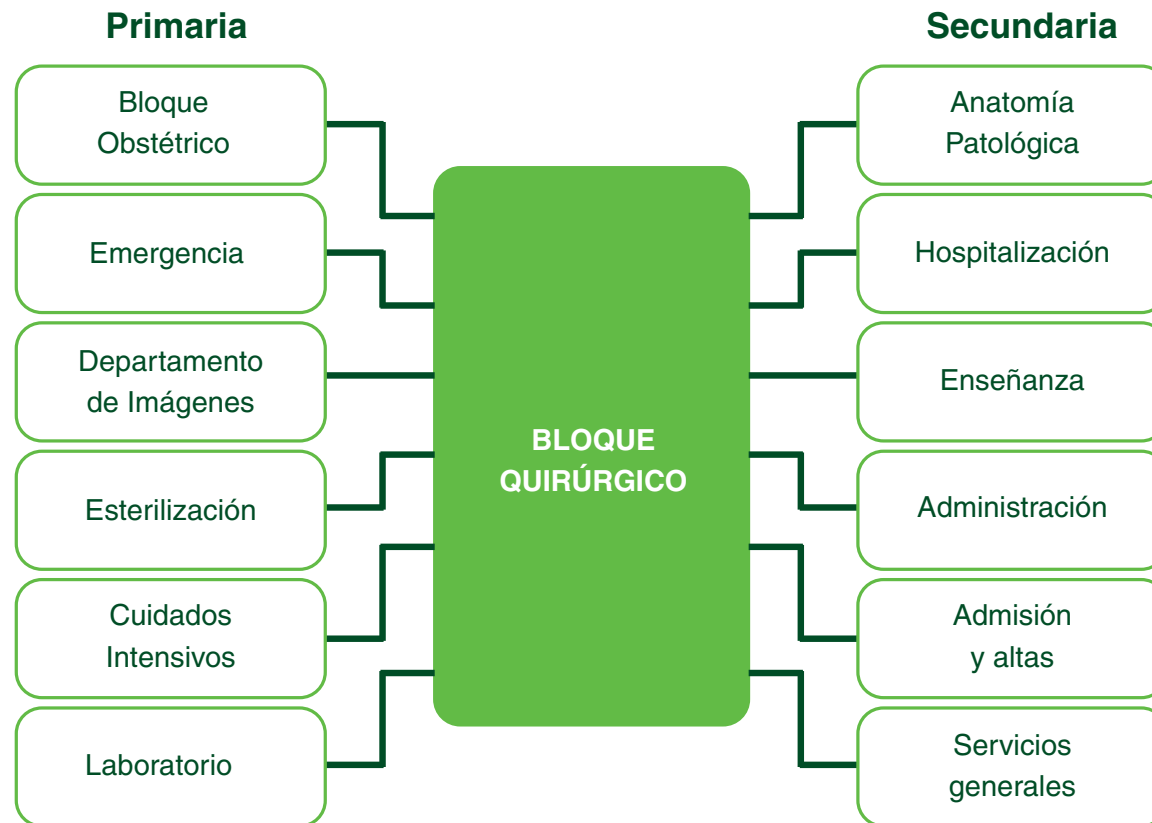 Primaria
Bloque
Obstétrico
Emergencia
Departamento
de Imágenes
Esterilización
Cuidados
Intensivos
Laboratorio
BLOQUE
QUIRÚRGICO
Secundaria
Anatomía
Patológica
Hospitalización
Enseñanza
Administración
Admisión
y altas
Servicios
generales